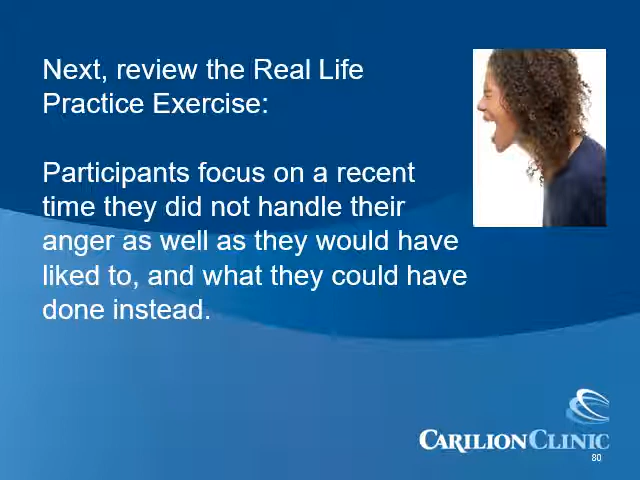 Next, review the Real Life
Practice Exercise:
Participants focus on a recent
time they did not handle their
anger as well as they would have
liked to, and what they could have
done instead.
CARILION CLINIC
80